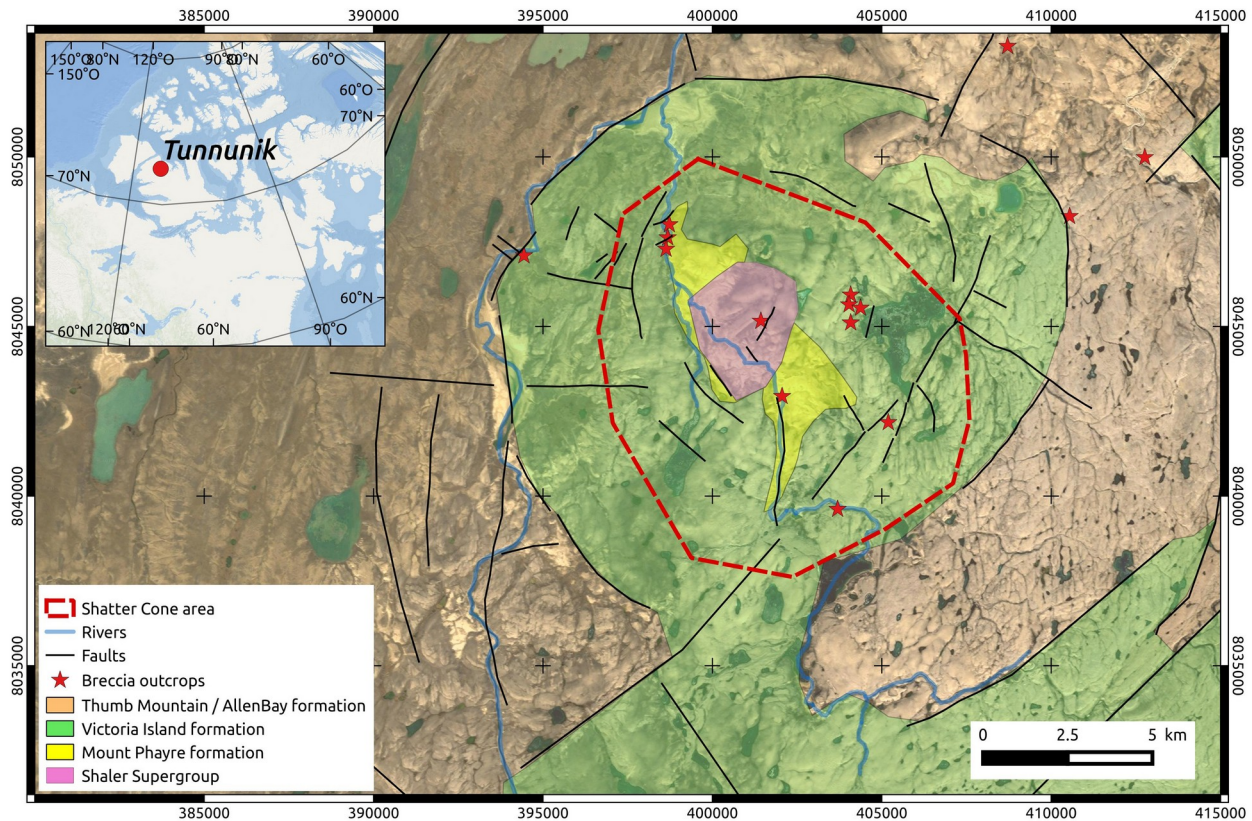 385000 390000 395000 400000 405000 410000 415000
150°O 80°N 120°O 90°O 80°N 60°O
150°O
60°O
70°N
Tunnunik
70°N
60°N
60°N 120°O 60°N 90°O
8050000 8050000
8045000 8045000
8040000 8040000
8035000 8035000
Shatter Cone area
Rivers
Faults
Breccia outcrops
Thumb Mountain / AllenBay formation
Victoria Island formation
Mount Phayre formation
Shaler Supergroup
0 2.5 5 km
385000 390000 395000 400000 405000 410000 415000